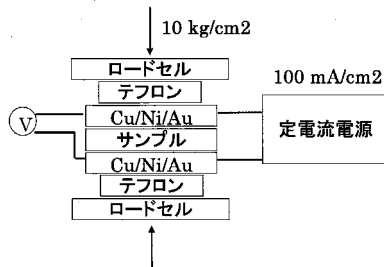 10 kg/cm2
ロードセル
テフロン
100 mA/cm2
Cu/Ni/Au
V
サンプル
定電流電源
Cu/Ni/Au
テフロン
ロードセル